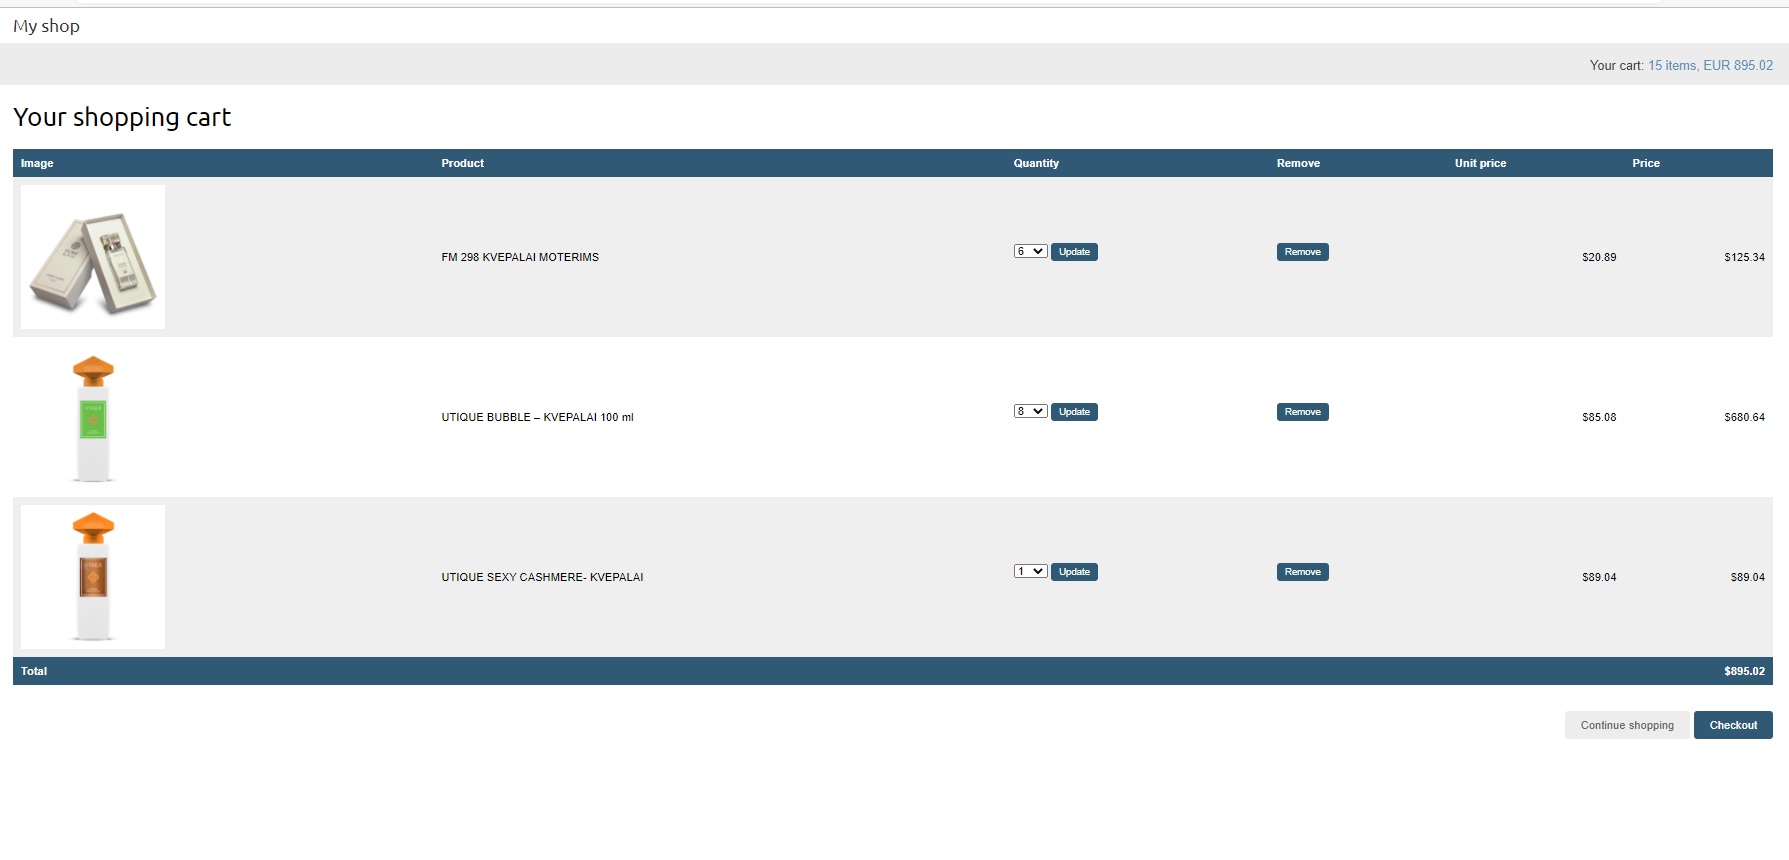 My shop
Your cart: 15 items, EUR 895.02
Your shopping cart
Image Product Quantity Remove Unit price Price
FM 298 KVEPALAI MOTERIMS 6 Update Remove $20.89 $125.34
UTIQUE BUBBLE – KVEPALAI 100 ml 8 Update Remove $85.08 $680.64
UTIQUE SEXY CASHMERE- KVEPALAI 1 Update Remove $89.04 $89.04
Total $895.02
Continue shopping Checkout